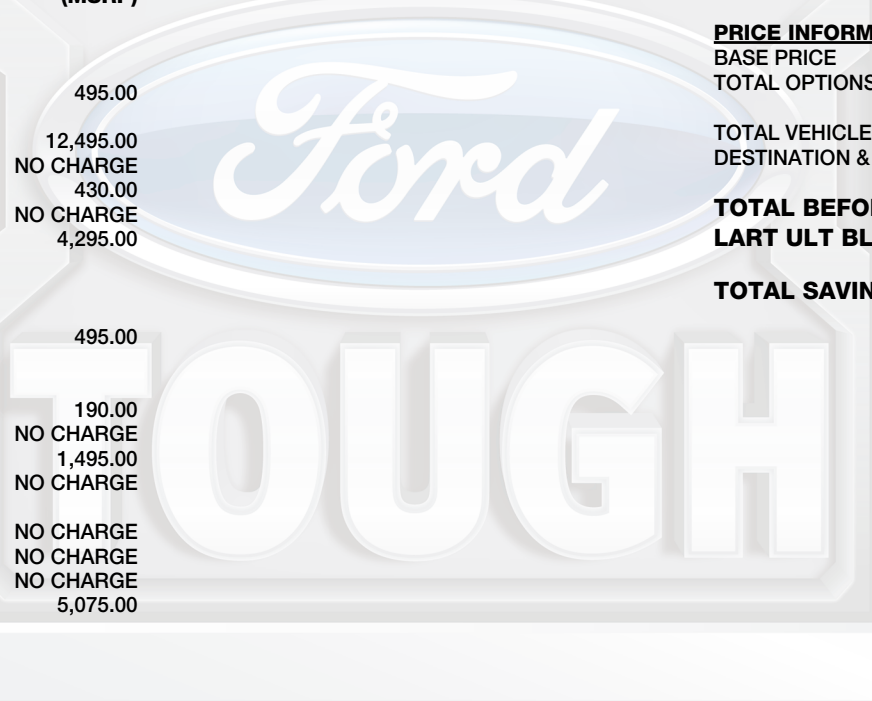 (MSRP)
495.00
12,495.00
NO CHARGE
430.00
NO CHARGE
4,295.00
495.00
190.00
NO CHARGE
1,495.00
NO CHARGE
NO CHARGE
NO CHARGE
NO CHARGE
5,075.00
PRICE INFORM
BASE PRICE
TOTAL OPTIONS
TOTAL VEHICLE
DESTINATION &
TOTAL BEFO
LART ULT BL
TOTAL SAVIN
Ford
TOUGH